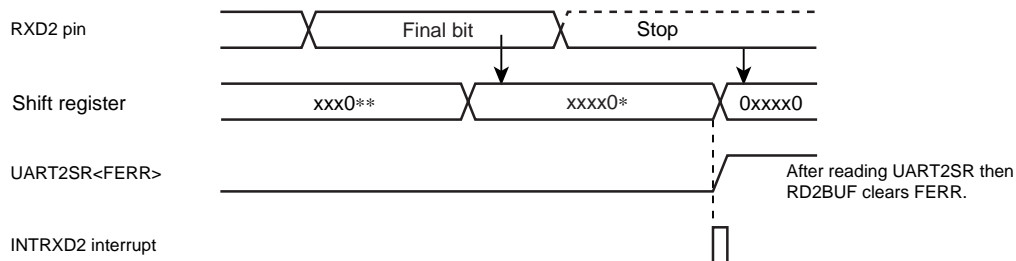 RXD2 pin
Final bit
Stop
Shift register
xxx0**
xxxx0*
0xxxx0
UART2SR<FERR>
After reading UART2SR then
RD2BUF clears FERR.
INTRXD2 interrupt